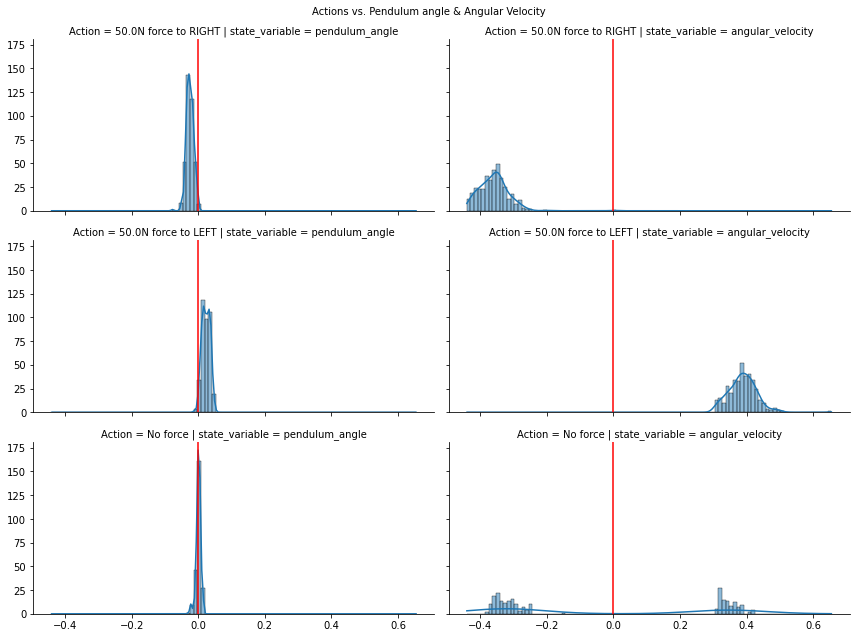 Actions vs. Pendulum angle & Angular Velocity
Action = 50.0N force to RIGHT | state_variable = pendulum_angle
Action = 50.0N force to RIGHT | state_variable = angular_velocity
175
150
125
100
75
50
25
0
Action = 50.0N force to LEFT | state_variable = pendulum_angle
Action = 50.0N force to LEFT | state_variable = angular_velocity
175
150
125
100
75
50
25
0
Action = No force | state_variable = pendulum_angle
Action = No force | state_variable = angular_velocity
175
150
125
100
75
50
25
0
−0.4 −0.2 0.0 0.2 0.4 0.6
−0.4 −0.2 0.0 0.2 0.4 0.6